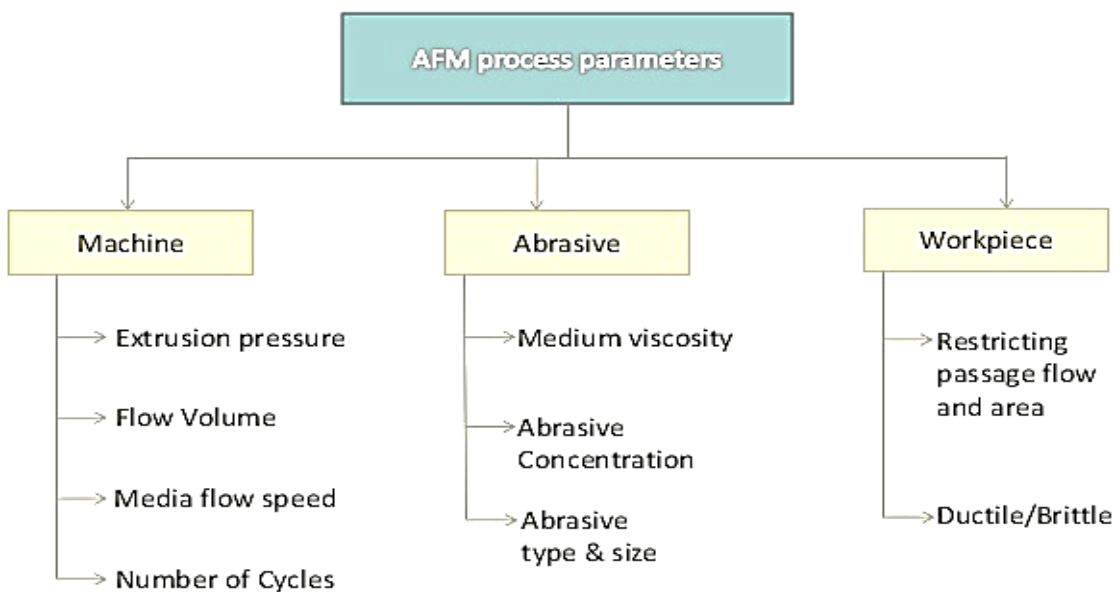 AFM process parameters
Machine
Extrusion pressure
Flow Volume
Media flow speed
Number of Cycles
Abrasive
Medium viscosity
Abrasive
Concentration
Abrasive
type & size
Workpiece
Restricting
passage flow
and area
Ductile/Brittle